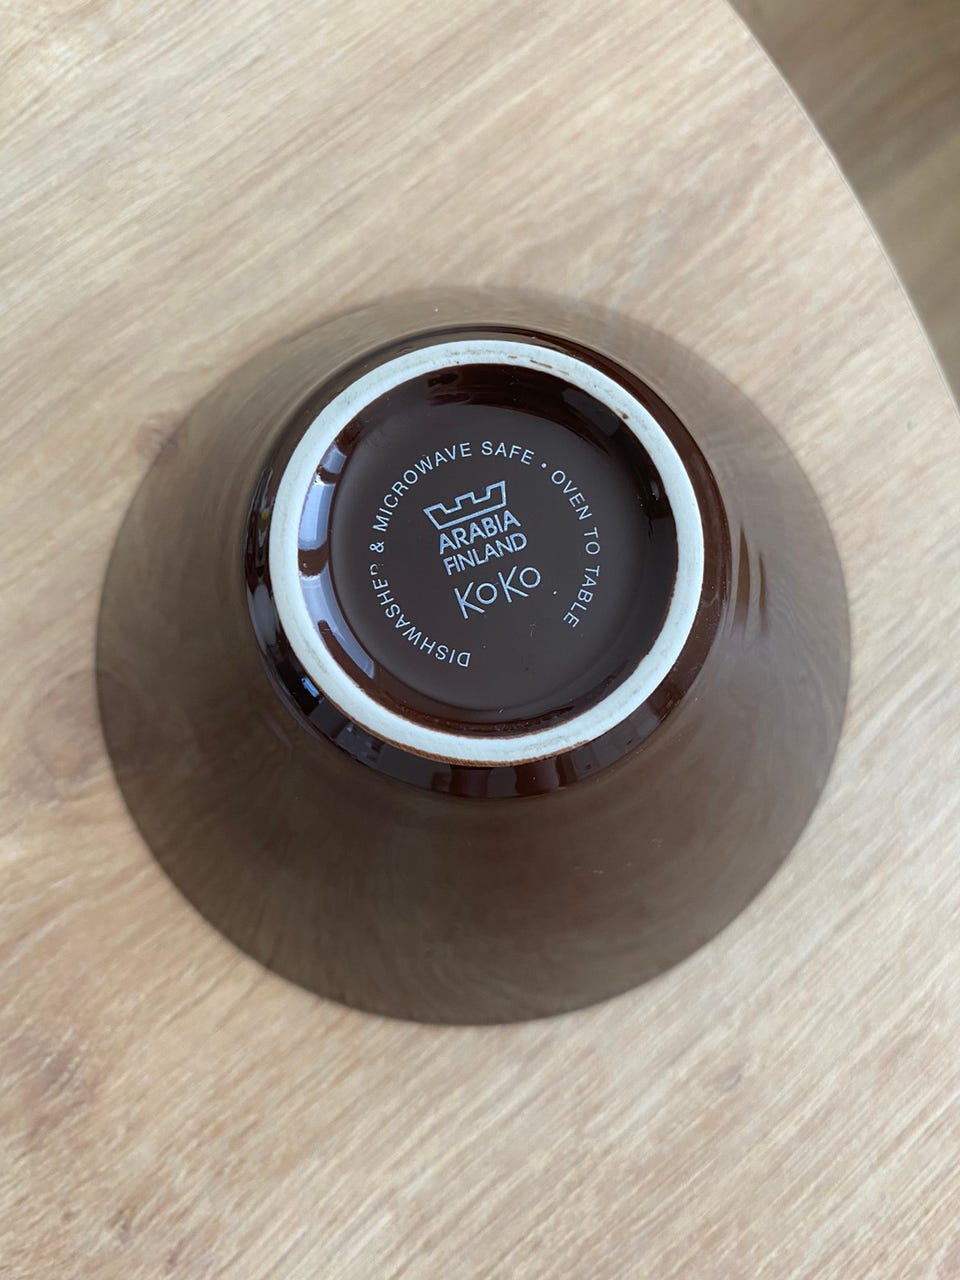 DISHWASHER & MICROWAVE SAFE • OVEN TO TABLE
ARABIA
FINLAND
KoKo